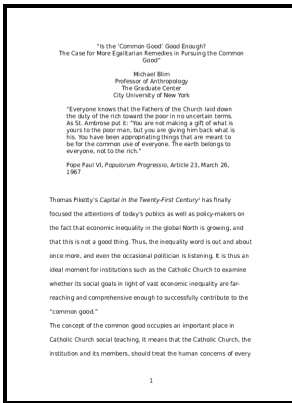 "Is the 'Common Good' Good Enough?
The Case for More Egalitarian Remedies in Pursuing the Common
Good"
Michael Blim
Professor of Anthropology
The Graduate Center
City University of New York
"Everyone knows that the Fathers of the Church laid down
the duty of the rich toward the poor in no uncertain terms.
As St. Ambrose put it: "You are not making a gift of what is
yours to the poor man, but you are giving him back what is
his. You have been appropriating things that are meant to
be for the common use of everyone. The earth belongs to
everyone, not to the rich."
Pope Paul VI, Populorum Progressio, Article 23, March 26,
1967
Thomas Piketty's Capital in the Twenty-First Century¹ has finally
focused the attentions of today's publics as well as policy-makers on
the fact that economic inequality in the global North is growing, and
that this is not a good thing. Thus, the inequality word is out and about
once more, and even the occasional politician is listening. It is thus an
ideal moment for institutions such as the Catholic Church to examine
whether its social goals in light of vast economic inequality are far-
reaching and comprehensive enough to successfully contribute to the
"common good."
The concept of the common good occupies an important place in
Catholic Church social teaching. It means that the Catholic Church, the
institution and its members, should treat the human concerns of every
1